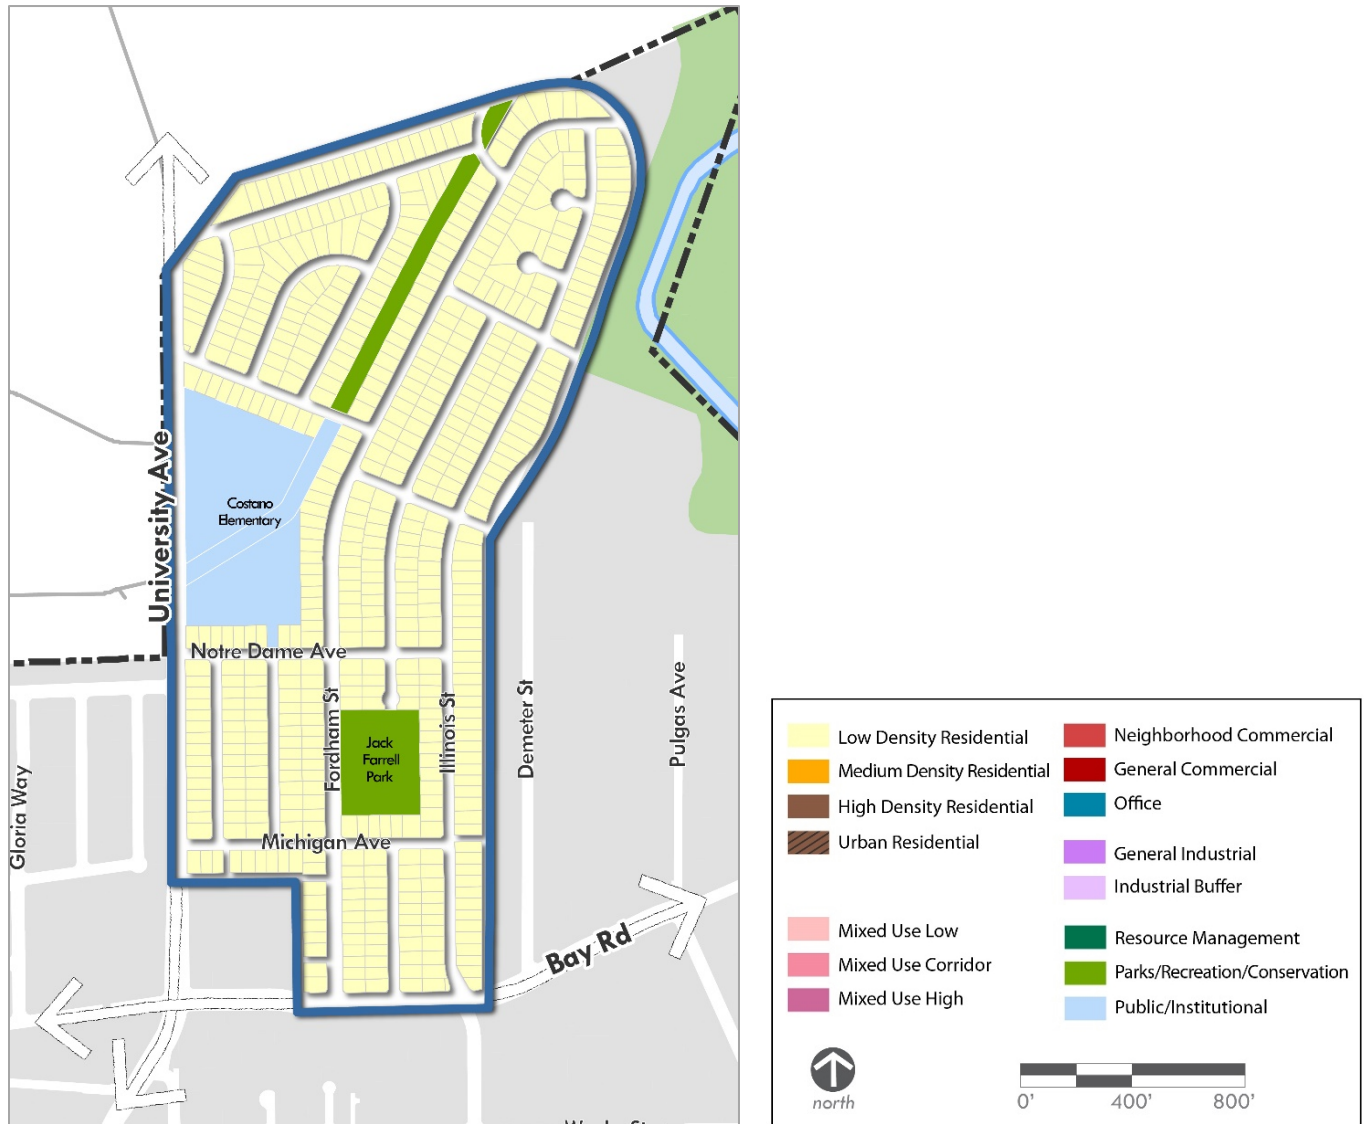 University Ave
Costano
Elementary
Notre Dame Ave
Fordham St
Illinois St
Demeter St
Pulgas Ave
Jack
Farrell
Park
Gloria Way
Michigan Ave
Bay Rd
Low Density Residential
Medium Density Residential
High Density Residential
Urban Residential
Mixed Use Low
Mixed Use Corridor
Mixed Use High
Neighborhood Commercial
General Commercial
Office
General Industrial
Industrial Buffer
Resource Management
Parks/Recreation/Conservation
Public/Institutional
north
0' 400' 800'